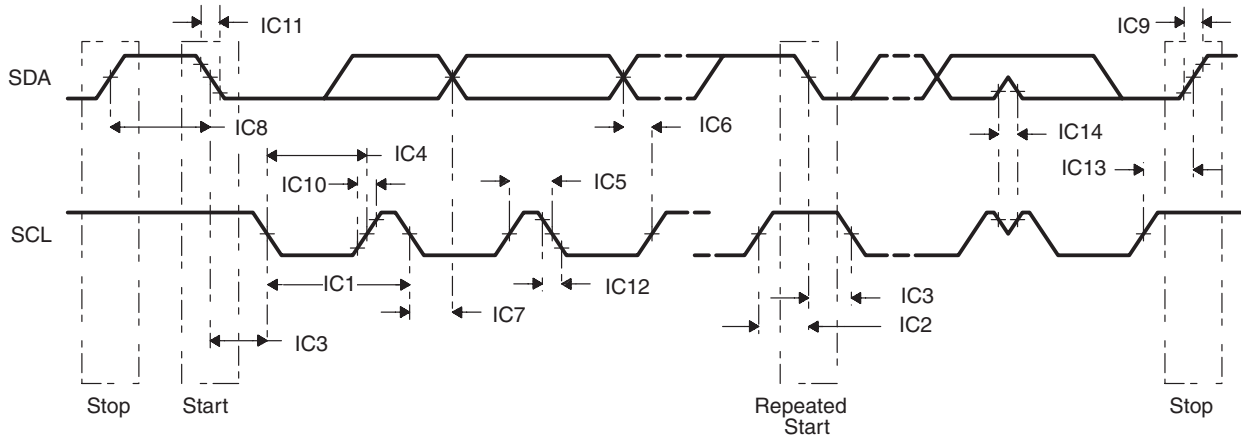 IC11
IC9
SDA
IC8
IC6
IC14
IC4
IC10
IC5
IC13
SCL
IC1
IC12
IC7
IC3
IC3
IC2
Stop
Start
Repeated
Start
Stop